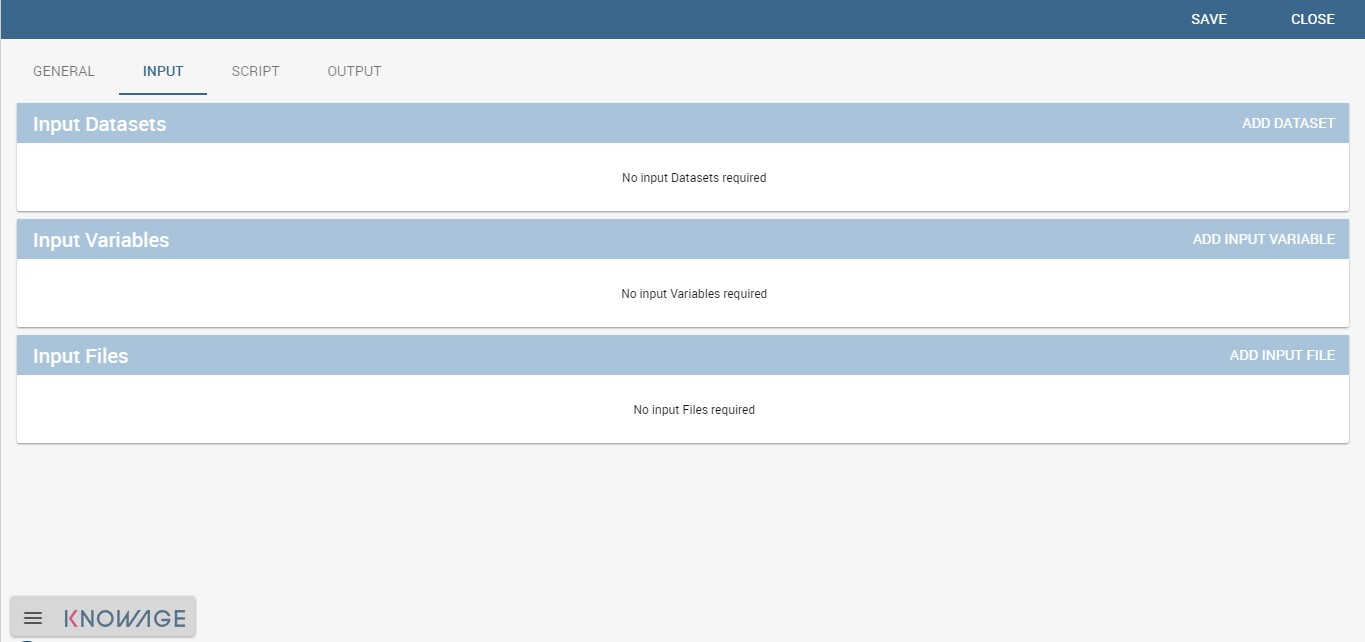 SAVE CLOSE
GENERAL INPUT SCRIPT OUTPUT
Input Datasets ADD DATASET
No input Datasets required
Input Variables ADD INPUT VARIABLE
No input Variables required
Input Files ADD INPUT FILE
No input Files required
KNOWAGE